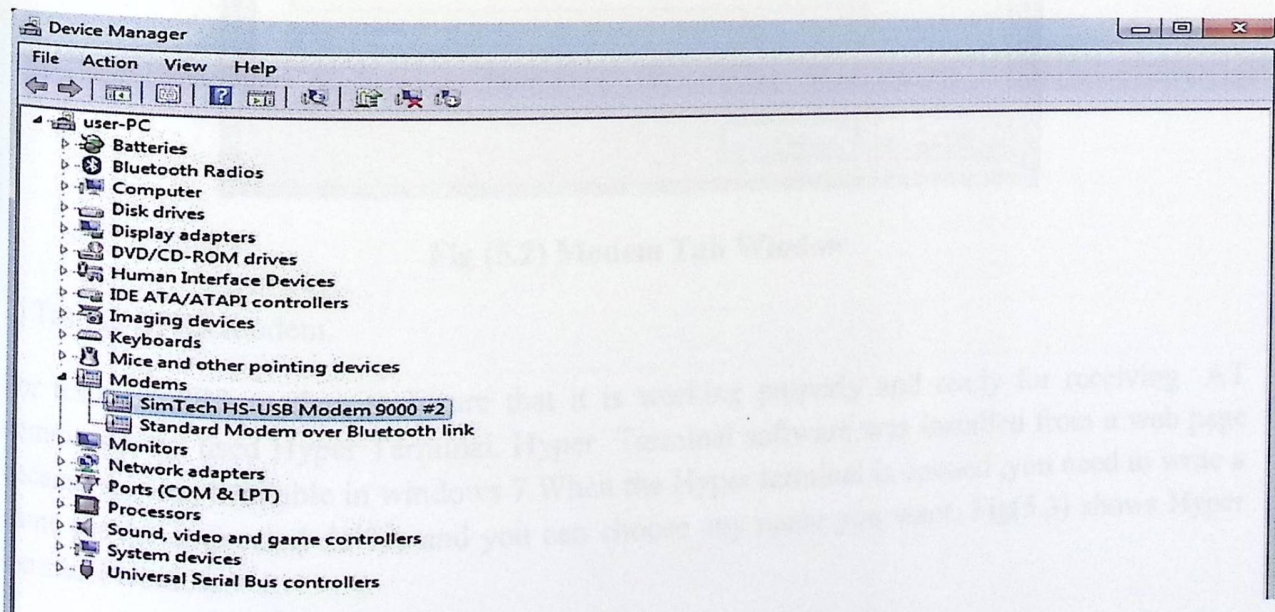 Device Manager
File Action View Help
user-PC
Batteries
Bluetooth Radios
Computer
Disk drives
Display adapters
DVD/CD-ROM drives
Human Interface Devices
IDE ATA/ATAPI controllers
Imaging devices
Keyboards
Mice and other pointing devices
Modems
SimTech HS-USB Modem 9000 #2
Standard Modem over Bluetooth link
Monitors
Network adapters
Ports (COM & LPT)
Processors
Sound, video and game controllers
System devices
Universal Serial Bus controllers
Fig (5.2) Modem Tab Window
that it is working properly and ready for receiving AT
used Hyper Terminal. Hyper Terminal software was installed from a web page
in windows 7.When the Hyper terminal is opened ,you need to write a
and you can choose any name you want. Fig(5.3) shows Hyper